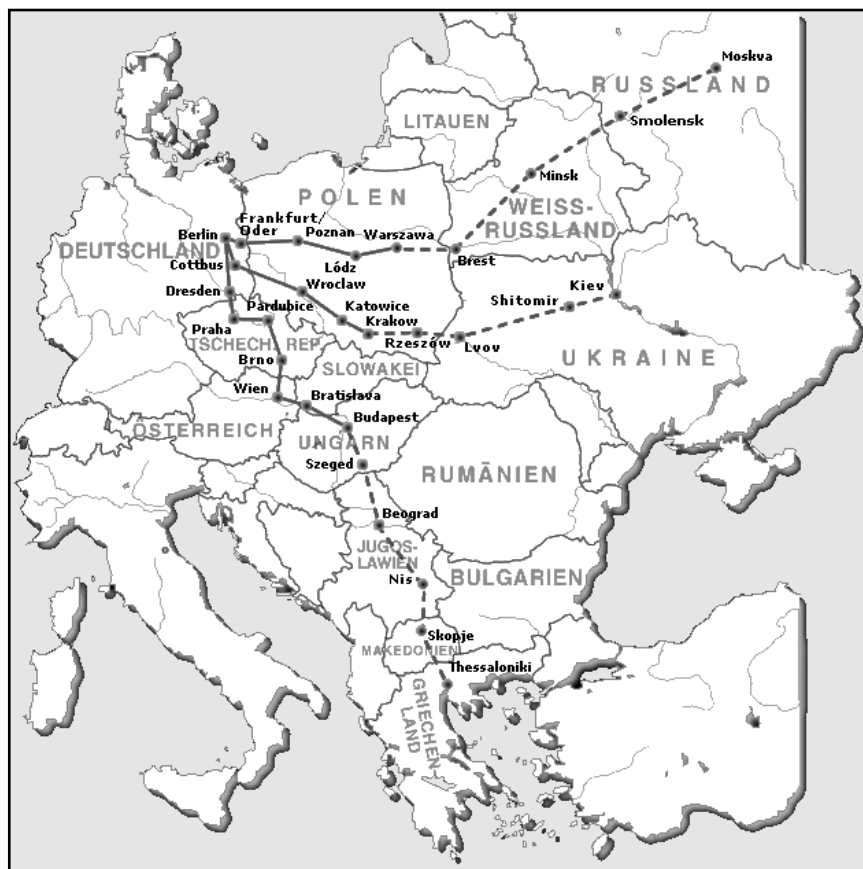 Moskva
RUSSLAND
Smolensk
LITAUEN
Minsk
POLEN
WEISS-
RUSSLAND
Frankfurt/
Oder
Berlin
Poznan
Warszawa
DEUTSCHLAND
Lódz
Brest
Cottbus
Wroclaw
Kiev
Dresden
Shitomir
Pardubice
Katowice
Praha
Krakow
TSCHECH. REP.
Rzeszów
Lvov
Brno
SLOWAKEI
UKRAINE
Wien
Bratislava
Budapest
ÖSTERREICH
UNGARN
Szeged
RUMÄNIEN
Beograd
JUGOS-
LAWIEN
Nis
BULGARIEN
Skopje
MAKEDONIEN
Thessaloniki
GRIECHEN
LAND